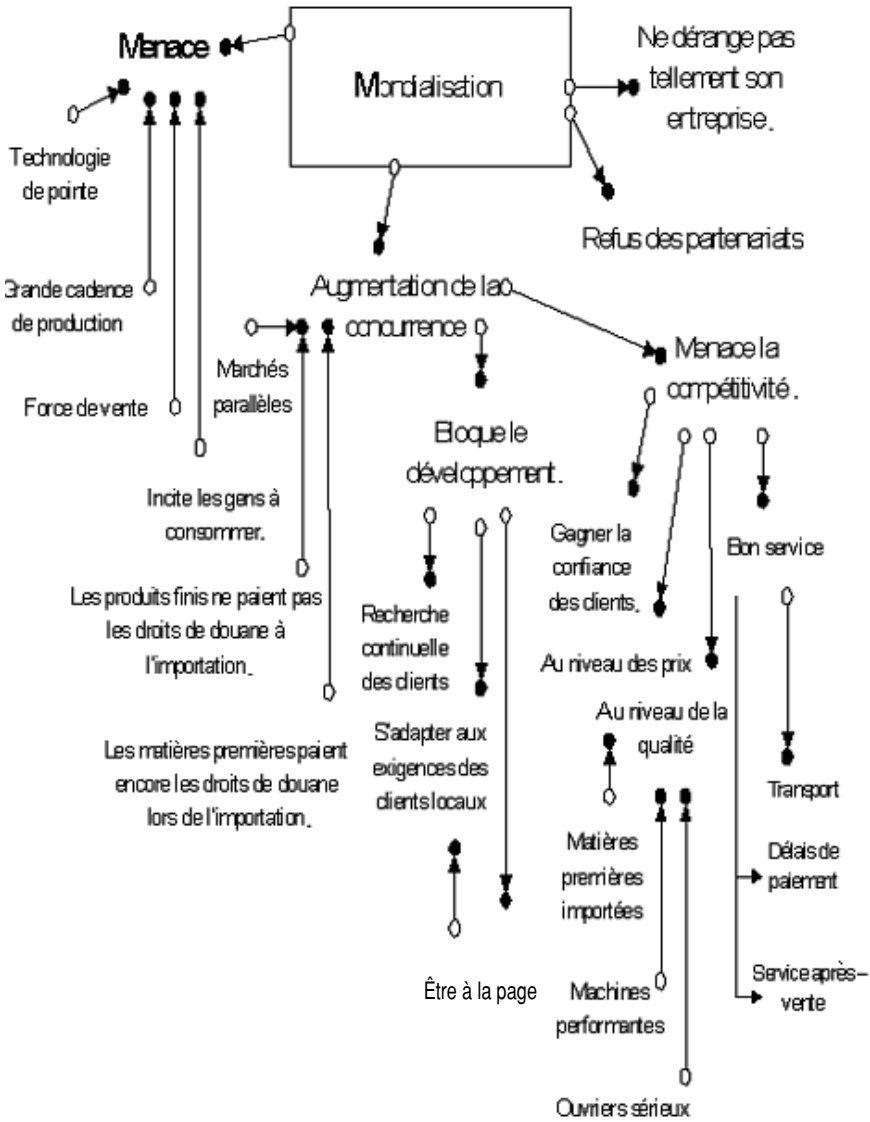 Menace
Mondialisation
Ne dérange pas
tellement son
entreprise.
Technologie
de pointe
Refus des partenariats
Grande cadence
de production
Augmentation de la
concurrence
Menace la
compétitivité.
Marchés
parallèles
Force de vente
Bloque le
développement.
Incite les gens à
consommer.
Gagner la
confiance
des clients.
Bon service
Les produits finis ne paient pas
les droits de douane à
l'importation.
Recherche
continuelle
des clients
Au niveau des prix
Au niveau de la
qualité
S'adapter aux
exigences des
clients locaux
Les matières premières paient
encore les droits de douane
lors de l'importation.
Transport
Matières
premières
importées
Délais de
paiement
Être à la page
Machines
performantes
Service après–
vente
Ouvriers sérieux